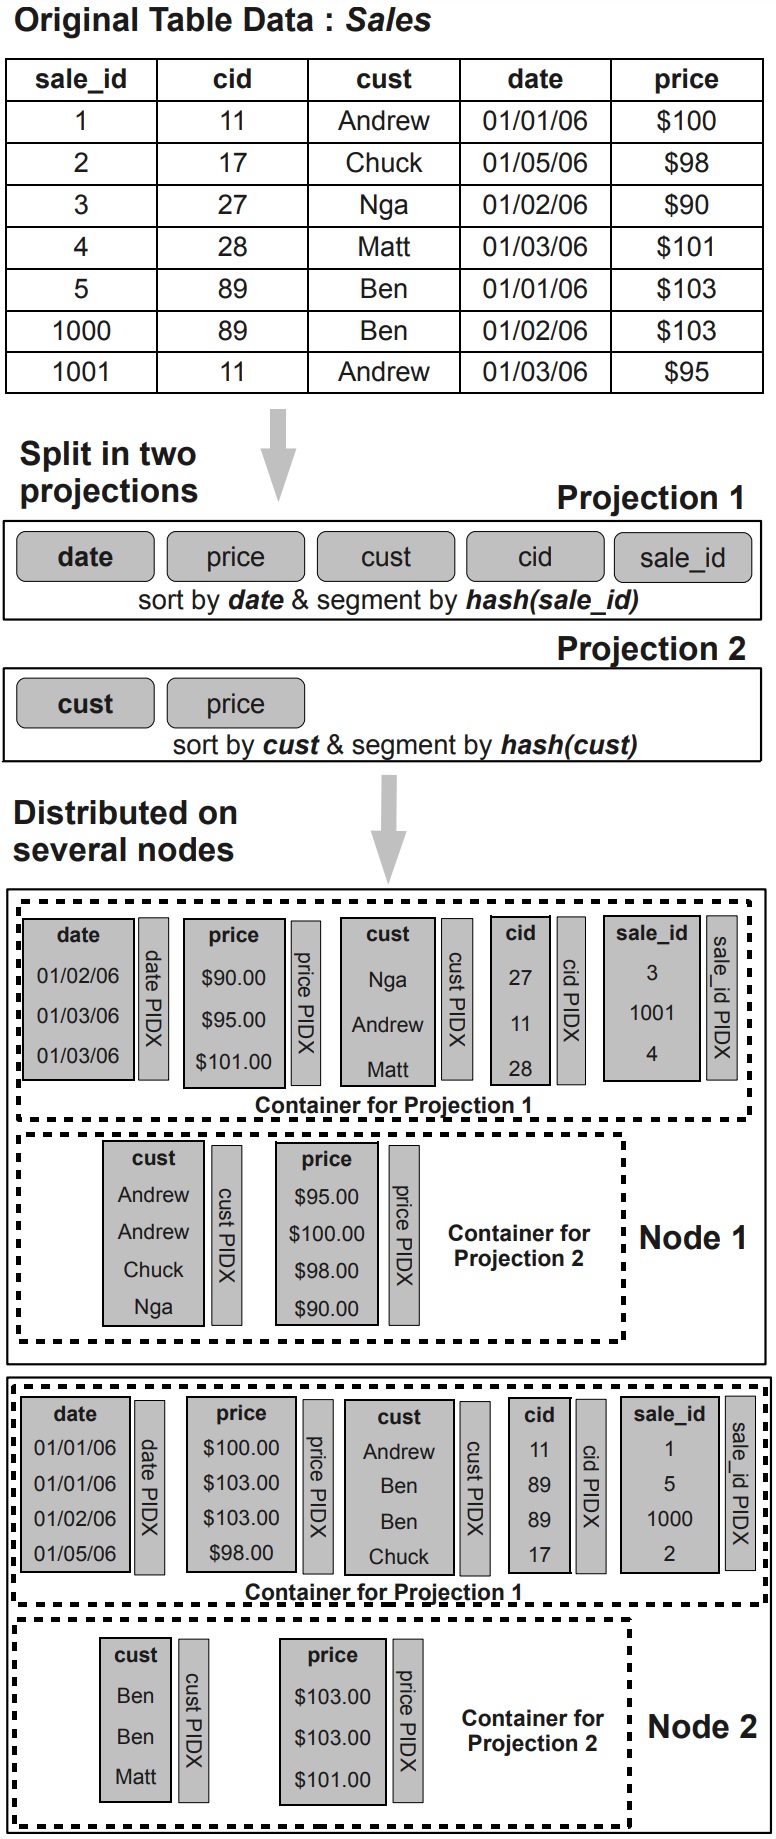 Original Table Data : Sales
sale_id cid cust date price
1 11 Andrew 01/01/06 $100
2 17 Chuck 01/05/06 $98
3 27 Nga 01/02/06 $90
4 28 Matt 01/03/06 $101
5 89 Ben 01/01/06 $103
1000 89 Ben 01/02/06 $103
1001 11 Andrew 01/03/06 $95
Split in two
projections
Projection 1
date price cust cid sale_id
sort by date & segment by hash(sale_id)
Projection 2
cust price
sort by cust & segment by hash(cust)
Distributed on
several nodes
date date PIDX price price PIDX cust cust PIDX cid cid PIDX sale_id sale_id PIDX
01/02/06 $90.00 Nga 27 3
01/03/06 $95.00 Andrew 11 1001
01/03/06 $101.00 Matt 28 4
Container for Projection 1
cust cust PIDX price price PIDX
Andrew $95.00
Andrew $100.00
Chuck $98.00
Nga $90.00
Container for
Projection 2
Node 1
date date PIDX price price PIDX cust cust PIDX cid cid PIDX sale_id sale_id PIDX
01/01/06 $100.00 Andrew 11 1
01/01/06 $103.00 Ben 89 5
01/02/06 $103.00 Ben 89 1000
01/05/06 $98.00 Chuck 17 2
Container for Projection 1
cust cust PIDX price price PIDX
Ben $103.00
Ben $103.00
Matt $101.00
Container for
Projection 2
Node 2